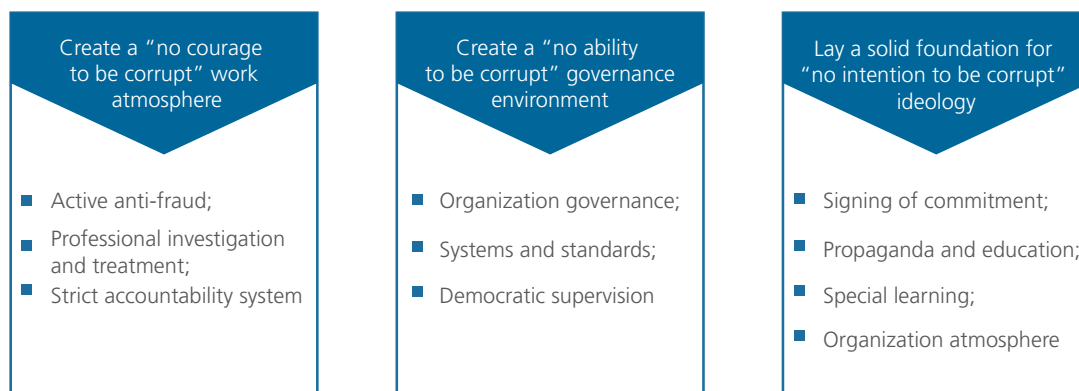 Create a “no courage
to be corrupt” work
atmosphere
Active anti-fraud;
Professional investigation
and treatment;
Strict accountability system
Create a “no ability
to be corrupt” governance
environment
Organization governance;
Systems and standards;
Democratic supervision
Lay a solid foundation for
“no intention to be corrupt”
ideology
Signing of commitment;
Propaganda and education;
Special learning;
Organization atmosphere